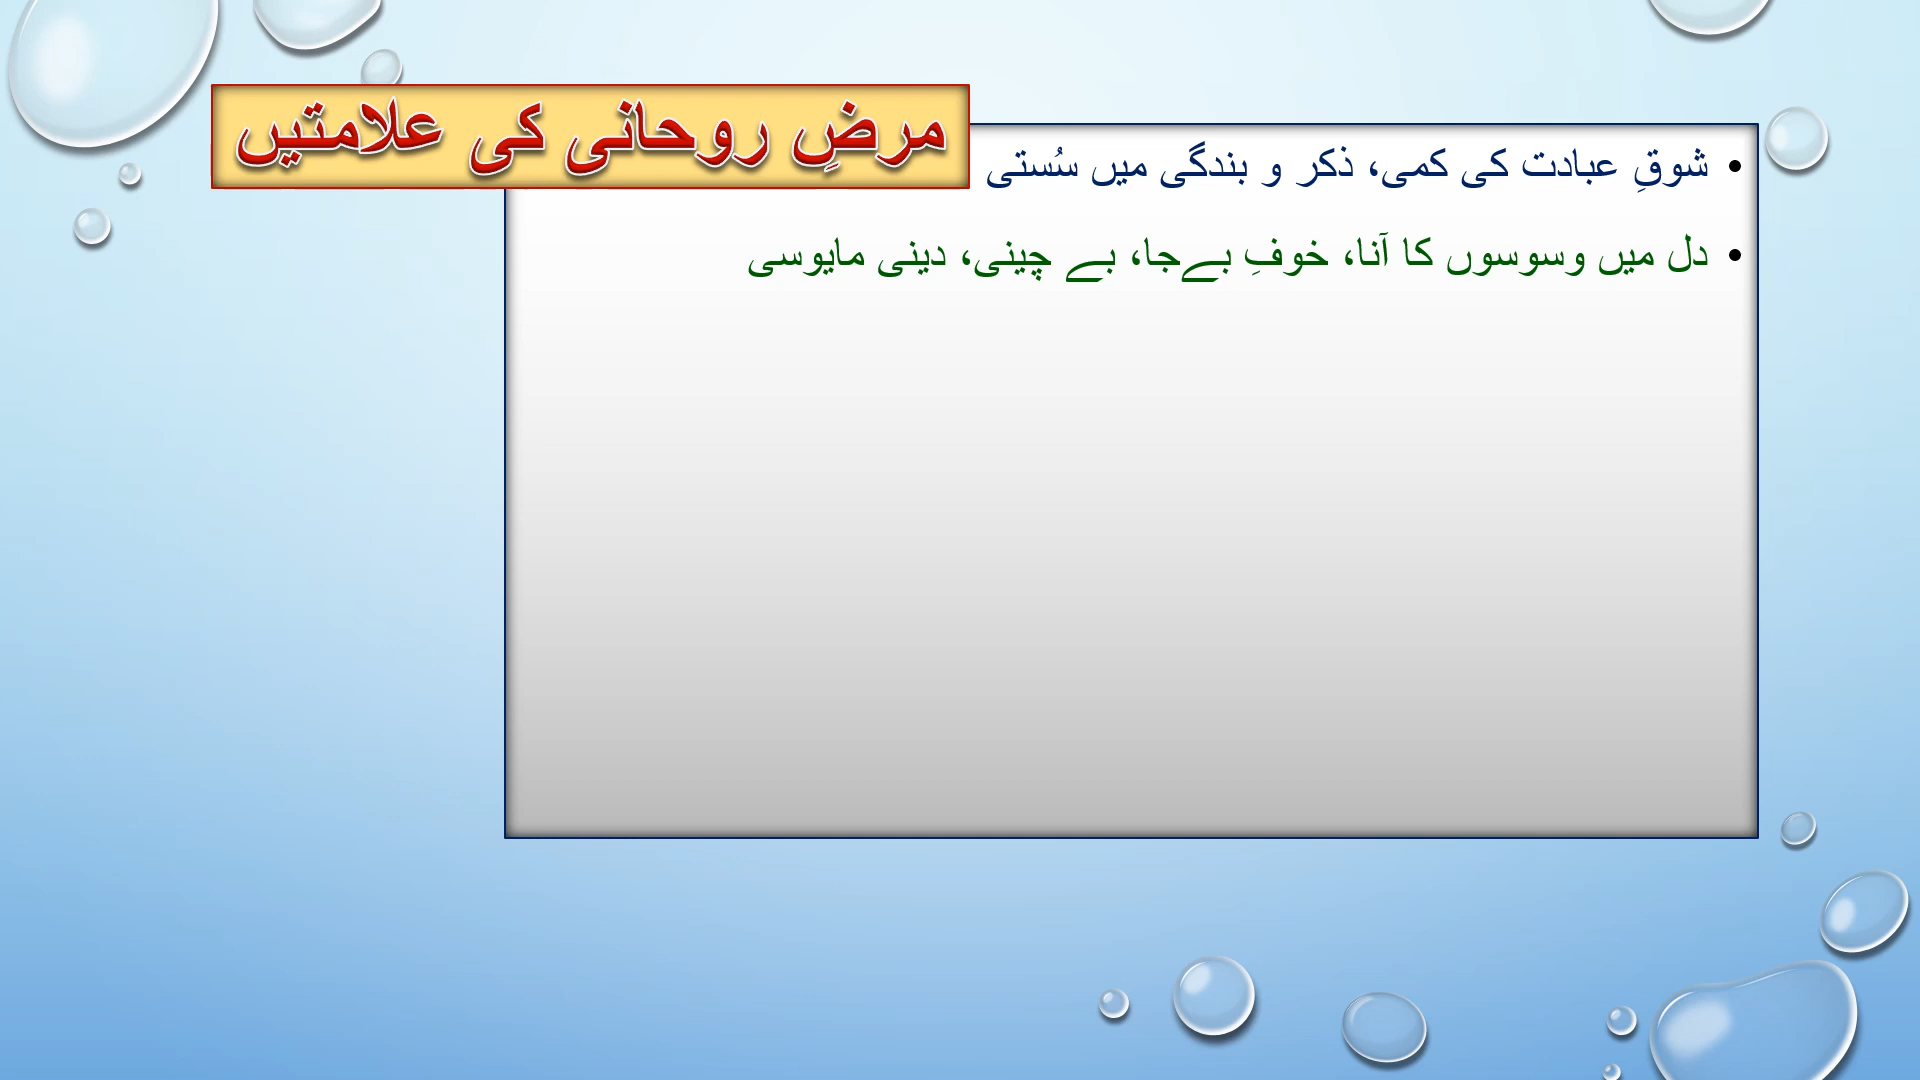 مرضِ روحانی کی علامتیں
• شوقِ عبادت کی کمی، ذکر و بندگی میں سُستی
• دل میں وسوسوں کا آنا، خوفِ بےجا، بے چینی، دینی مایوسی